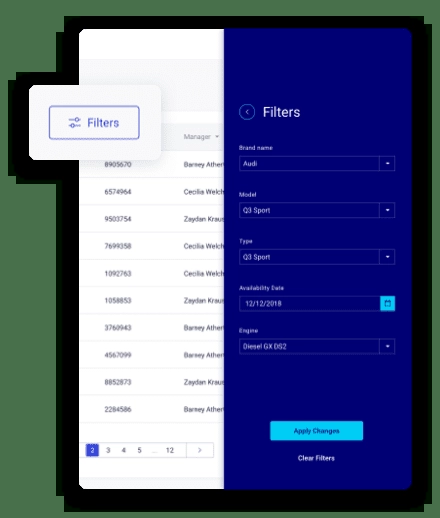 Filters
Manager
8905670 Barney Ather
6574964 Cecilia Welch
9503754 Zaydan Kraus
7699358 Cecilia Welch
1092763 Cecilia Welch
1058853 Zaydan Kraus
3760943 Barney Ather
4567099 Barney Ather
8852873 Zaydan Kraus
2284586 Barney Ather
2 3 4 5 ... 12 >
Filters
Brand name
Audi
Model
Q3 Sport
Type
Q3 Sport
Availability Date
12/12/2018
Engine
Diesel GX DS2
Apply Changes
Clear Filters